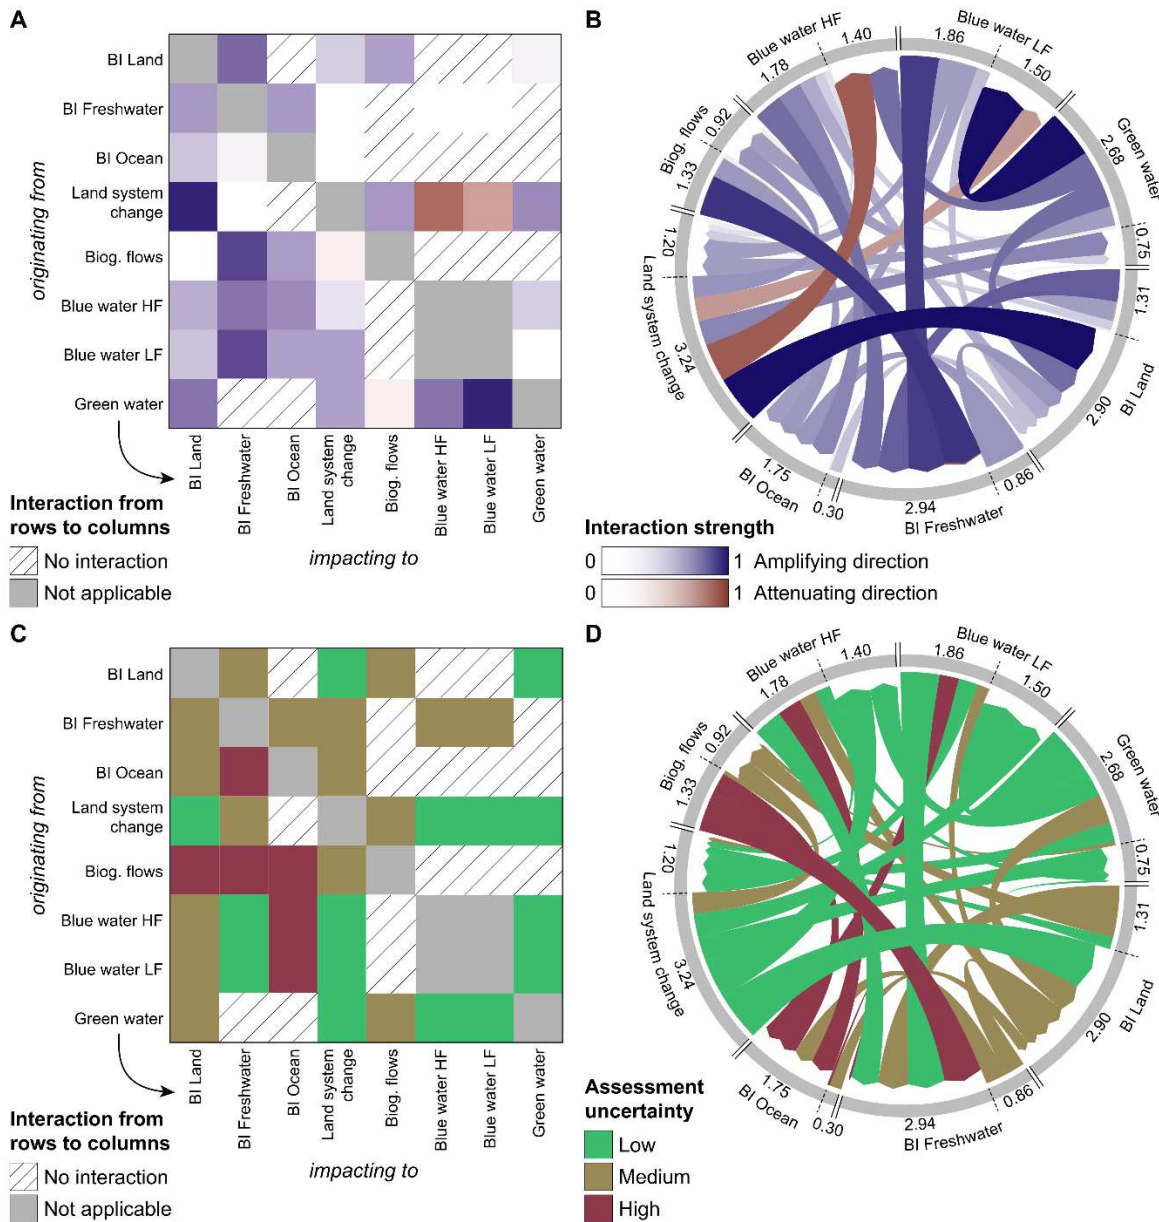 A
BI Land
BI Freshwater
BI Ocean
Land system
change
Biog. flows
Blue water HF
Blue water LF
Green water
originating from
BI Land
BI Freshwater
BI Ocean
Land system
change
Biog. flows
Blue water HF
Blue water LF
Green water
impacting to
Interaction from
rows to columns
No interaction
Not applicable
B
Blue water HF
1.78
1.40
Blue water LF
1.86
1.50
Green water
2.68
0.75
BI Land
1.31
2.90
BI Freshwater
0.86
2.94
BI Ocean
0.30
1.75
Land system change
3.24
1.20
Biog. flows
1.33
0.92
Interaction strength
0 1 Amplifying direction
0 1 Attenuating direction
C
BI Land
BI Freshwater
BI Ocean
Land system
change
Biog. flows
Blue water HF
Blue water LF
Green water
originating from
BI Land
BI Freshwater
BI Ocean
Land system
change
Biog. flows
Blue water HF
Blue water LF
Green water
impacting to
Interaction from
rows to columns
No interaction
Not applicable
D
Blue water HF
1.78
1.40
Blue water LF
1.86
1.50
Green water
2.68
0.75
BI Land
1.31
2.90
BI Freshwater
0.86
2.94
BI Ocean
0.30
1.75
Land system change
3.24
1.20
Biog. flows
1.33
0.92
Assessment
uncertainty
Low
Medium
High